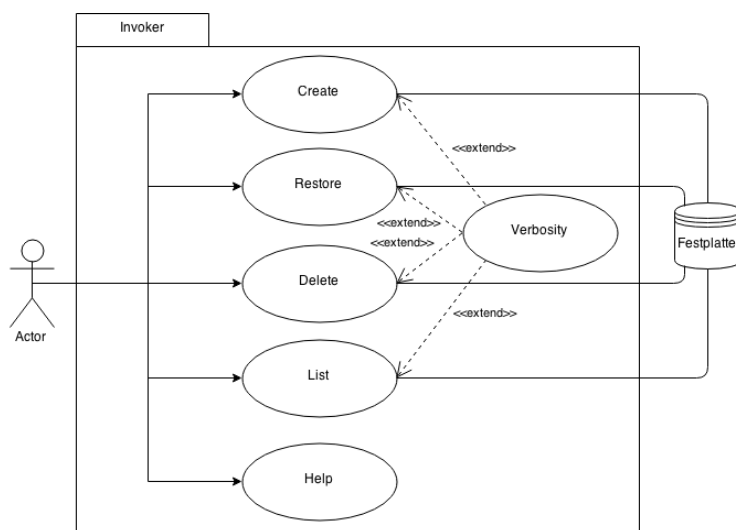 Invoker
Create
<<extend>>
Restore
<<extend>>
Verbosity
<<extend>>
Festplatte
Delete
<<extend>>
Actor
List
Help